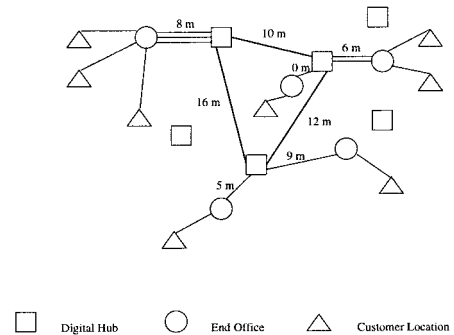 8 m
10 m
6 m
0 m
16 m
12 m
9 m
5 m
Digital Hub
End Office
Customer Location